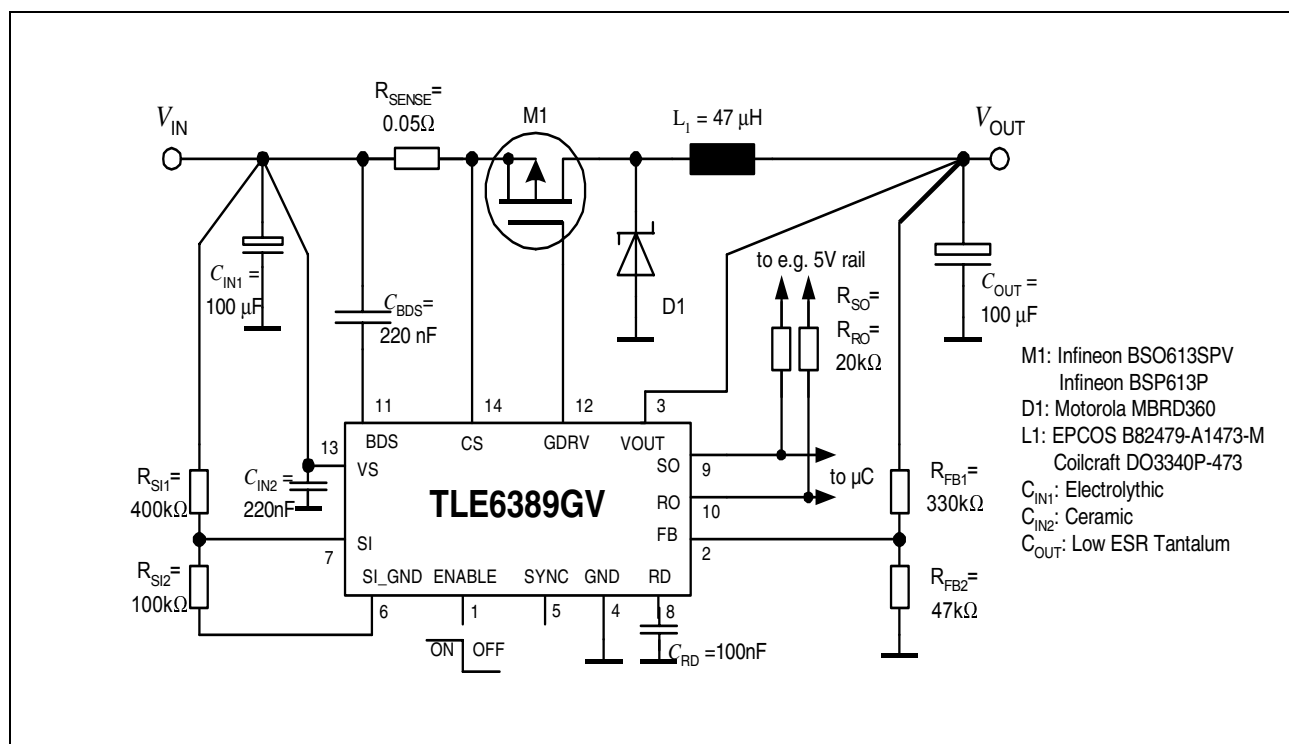 R_SENSE=
0.05Ω
M1
L₁ = 47 µH
V_IN
V_OUT
C_IN1 =
100 µF
C_BDS=
220 nF
D1
to e.g. 5V rail
R_SO=
R_RO=
20kΩ
C_OUT =
100 µF
M1: Infineon BSO613SPV
Infineon BSP613P
D1: Motorola MBRD360
L1: EPCOS B82479-A1473-M
Coilcraft DO3340P-473
C_IN1: Electrolythic
C_IN2: Ceramic
C_OUT: Low ESR Tantalum
11
14
12
3
13
BDS
CS
GDRV
VOUT
VS
SO
9
to µC
RO
10
FB
2
TLE6389GV
R_SI1=
400kΩ
C_IN2=
220nF
R_FB1=
330kΩ
SI
7
R_SI2=
100kΩ
SI_GND
ENABLE
SYNC
GND
RD
6
1
5
4
8
R_FB2=
47kΩ
ON
OFF
C_RD =100nF